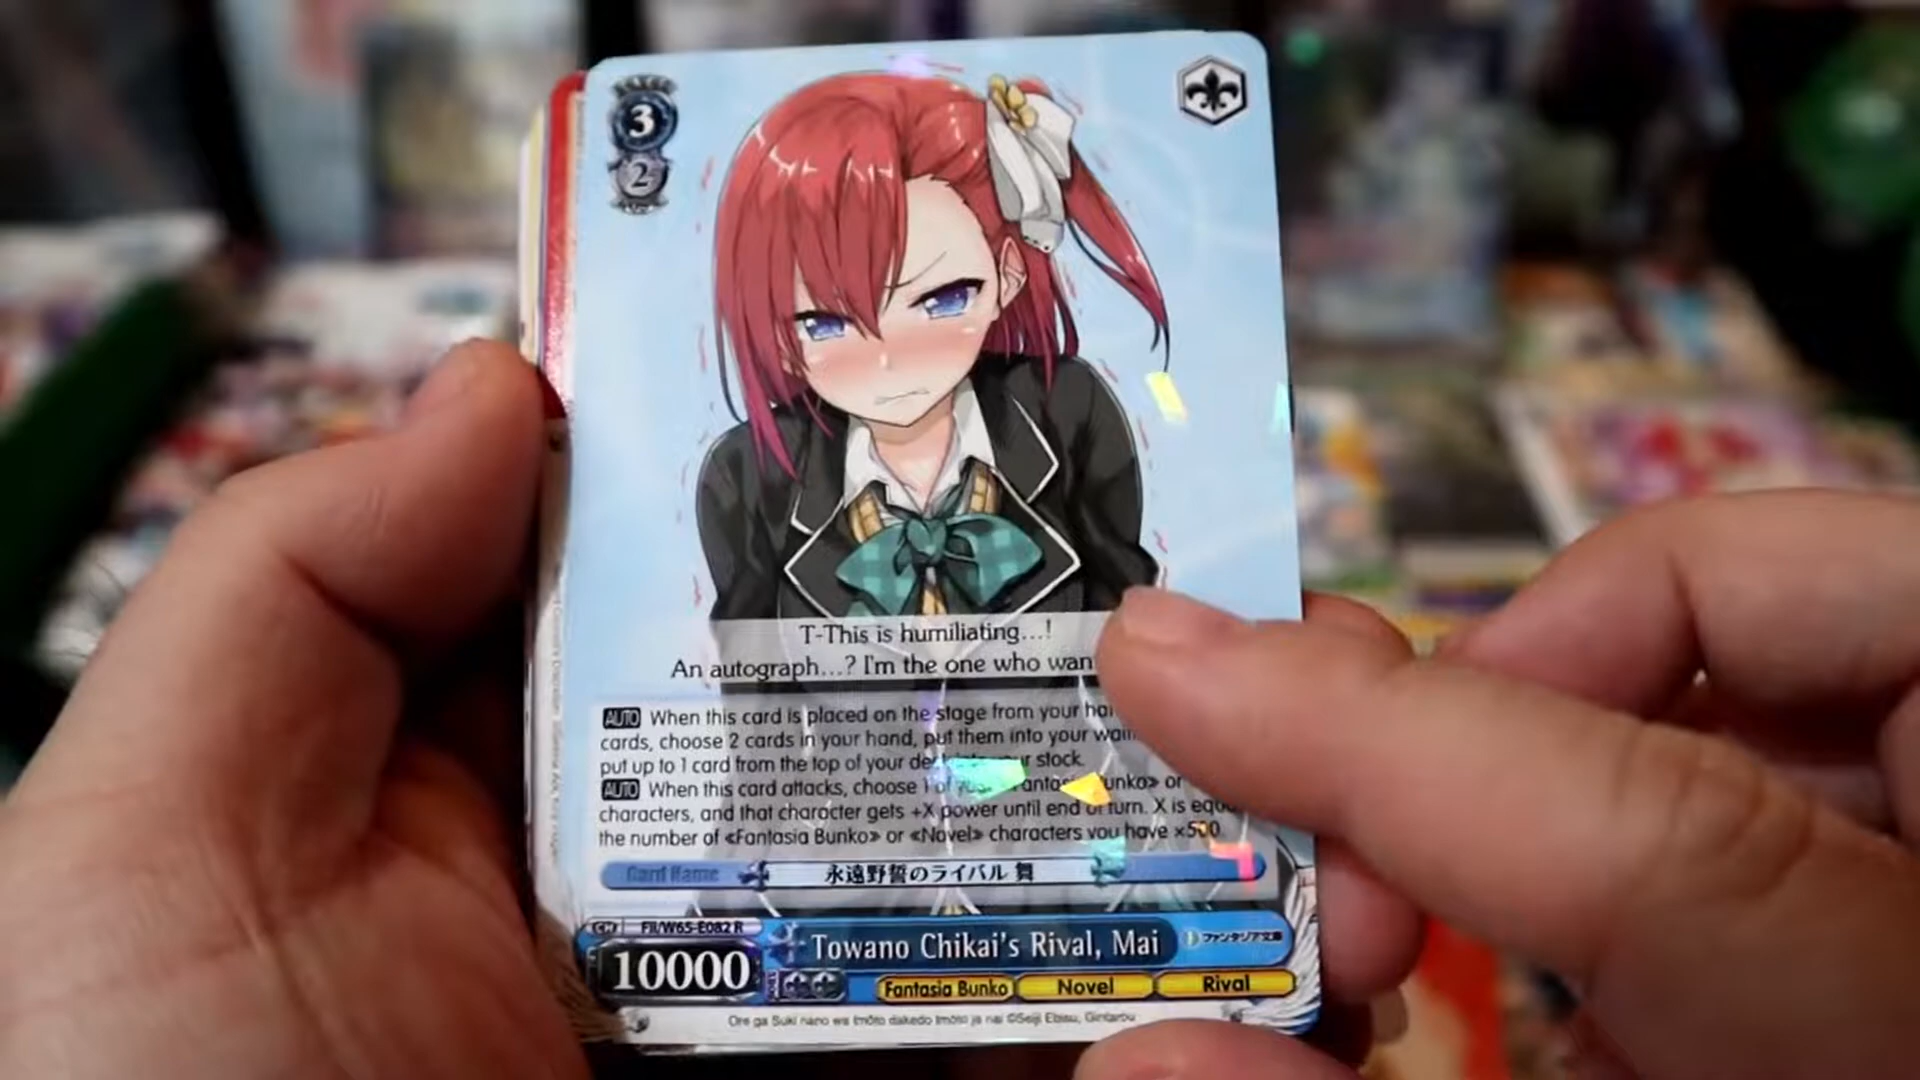 3
2
T-This is humiliating...!
An autograph...? I'm the one who wan
AUTO When this card is placed on the stage from your
cards, choose 2 cards in your hand, put them into your
put up to 1 card from the top of your stock.
AUTO When this card attacks, choose 1 of or
characters, and that character gets +X power until end of turn. X is
the number of «Fantasia Bunko» or «Novel» characters you have ×500
Card Name 永遠野誓のライバル 舞
CH FII/W65-E082 R
10000 Towano Chikai's Rival, Mai ファンタジア文庫
SOUL
Fantasia Bunko Novel Rival
Ore ga Suki nano wa Imōto dakedo Imōto ja nai ©Seiji Ebisu, Gintarou